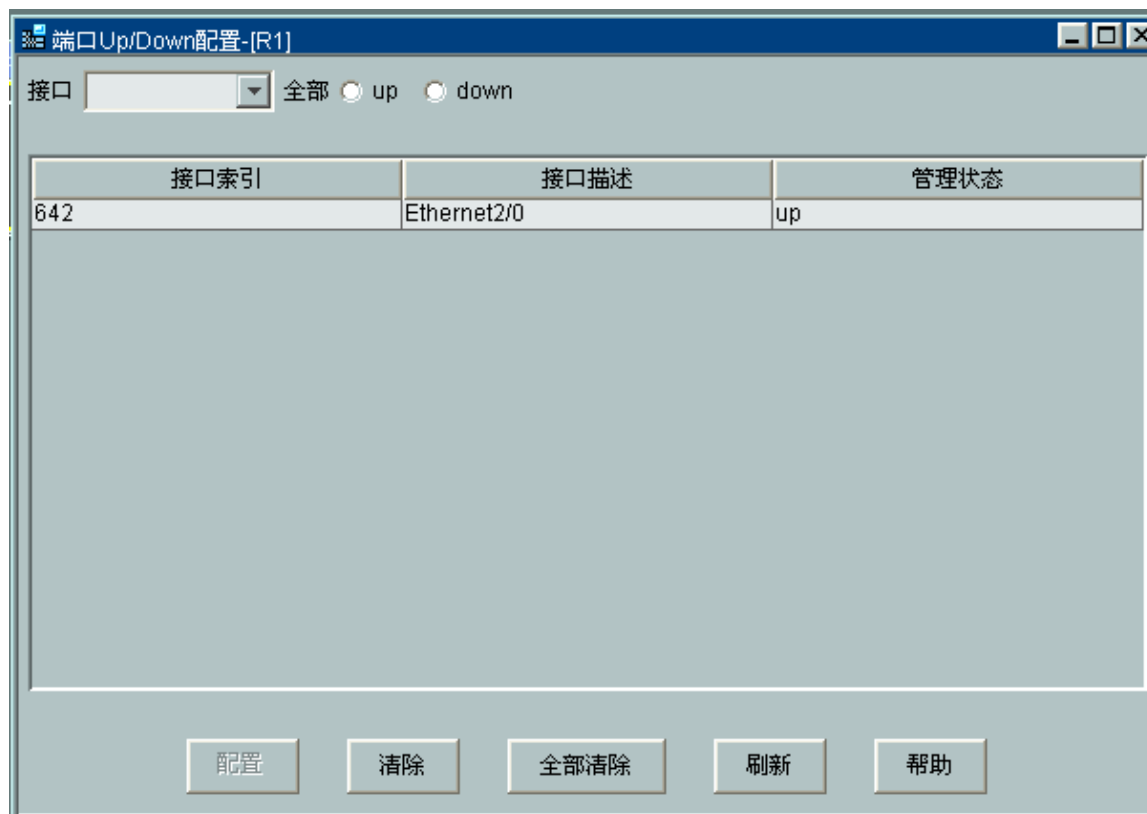 端口Up/Down配置-[R1]
接口 全部 up down
接口索引 接口描述 管理状态
642 Ethernet2/0 up
配置 清除 全部清除 刷新 帮助